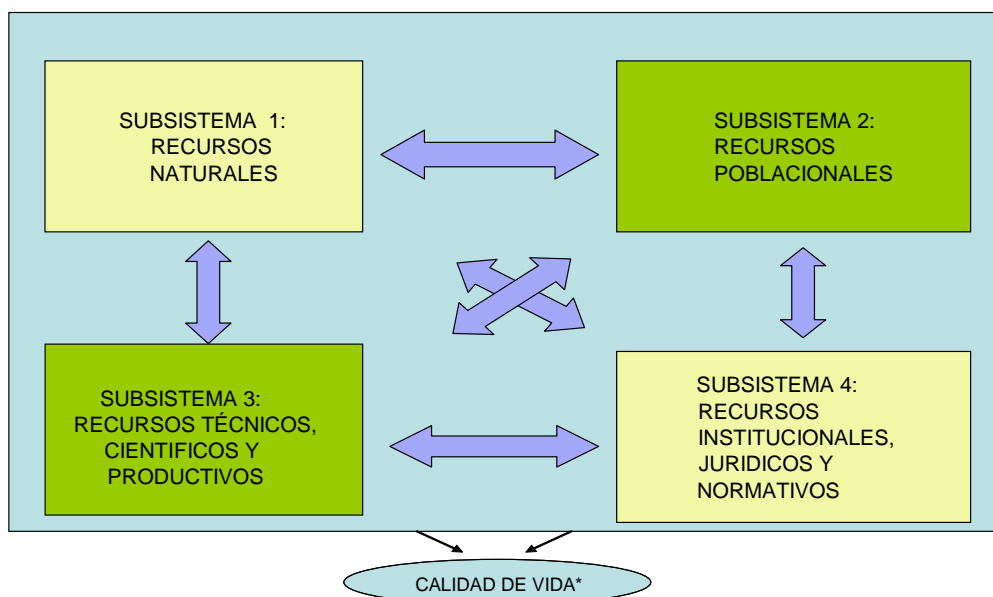 SUBSISTEMA 1:
RECURSOS
NATURALES
SUBSISTEMA 2:
RECURSOS
POBLACIONALES
SUBSISTEMA 3:
RECURSOS TÉCNICOS,
CIENTIFICOS Y
PRODUCTIVOS
SUBSISTEMA 4:
RECURSOS
INSTITUCIONALES,
JURIDICOS Y
NORMATIVOS
CALIDAD DE VIDA*